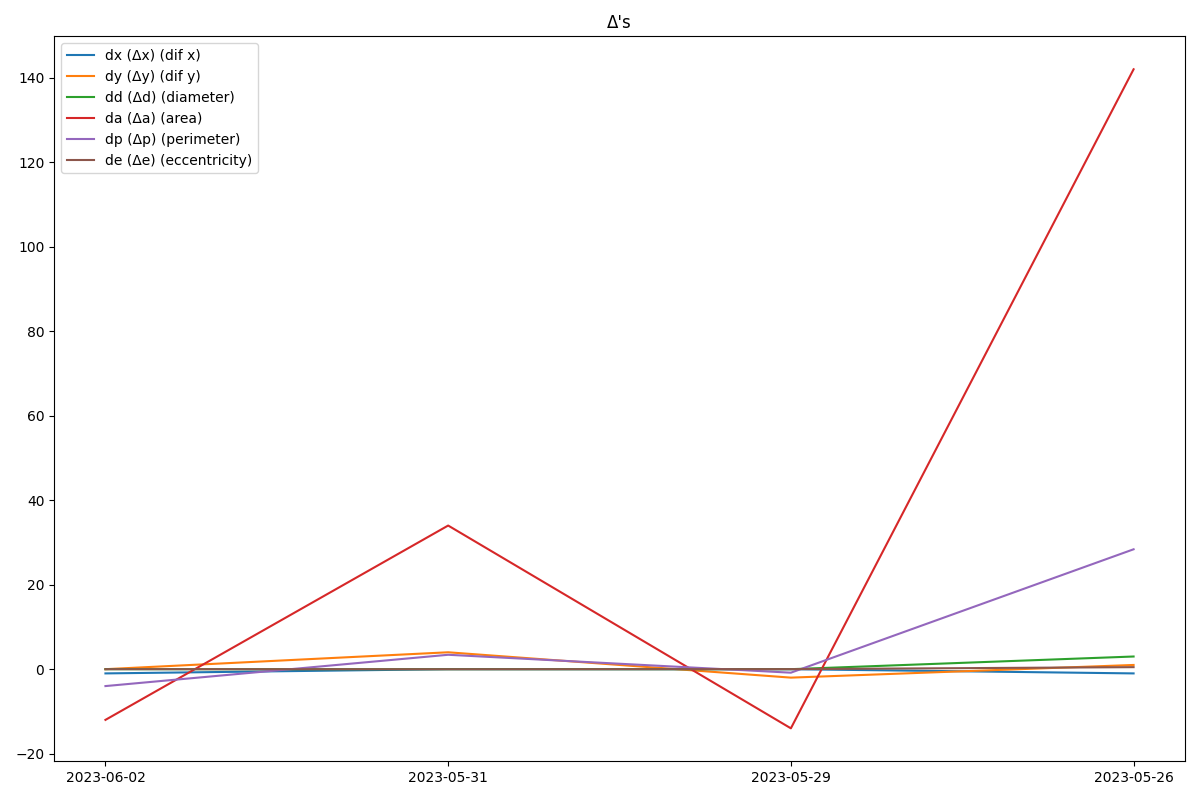 Δ's
dx (Δx) (dif x)
dy (Δy) (dif y)
dd (Δd) (diameter)
da (Δa) (area)
dp (Δp) (perimeter)
de (Δe) (eccentricity)
140
120
100
80
60
40
20
0
−20
2023-06-02 2023-05-31 2023-05-29 2023-05-26